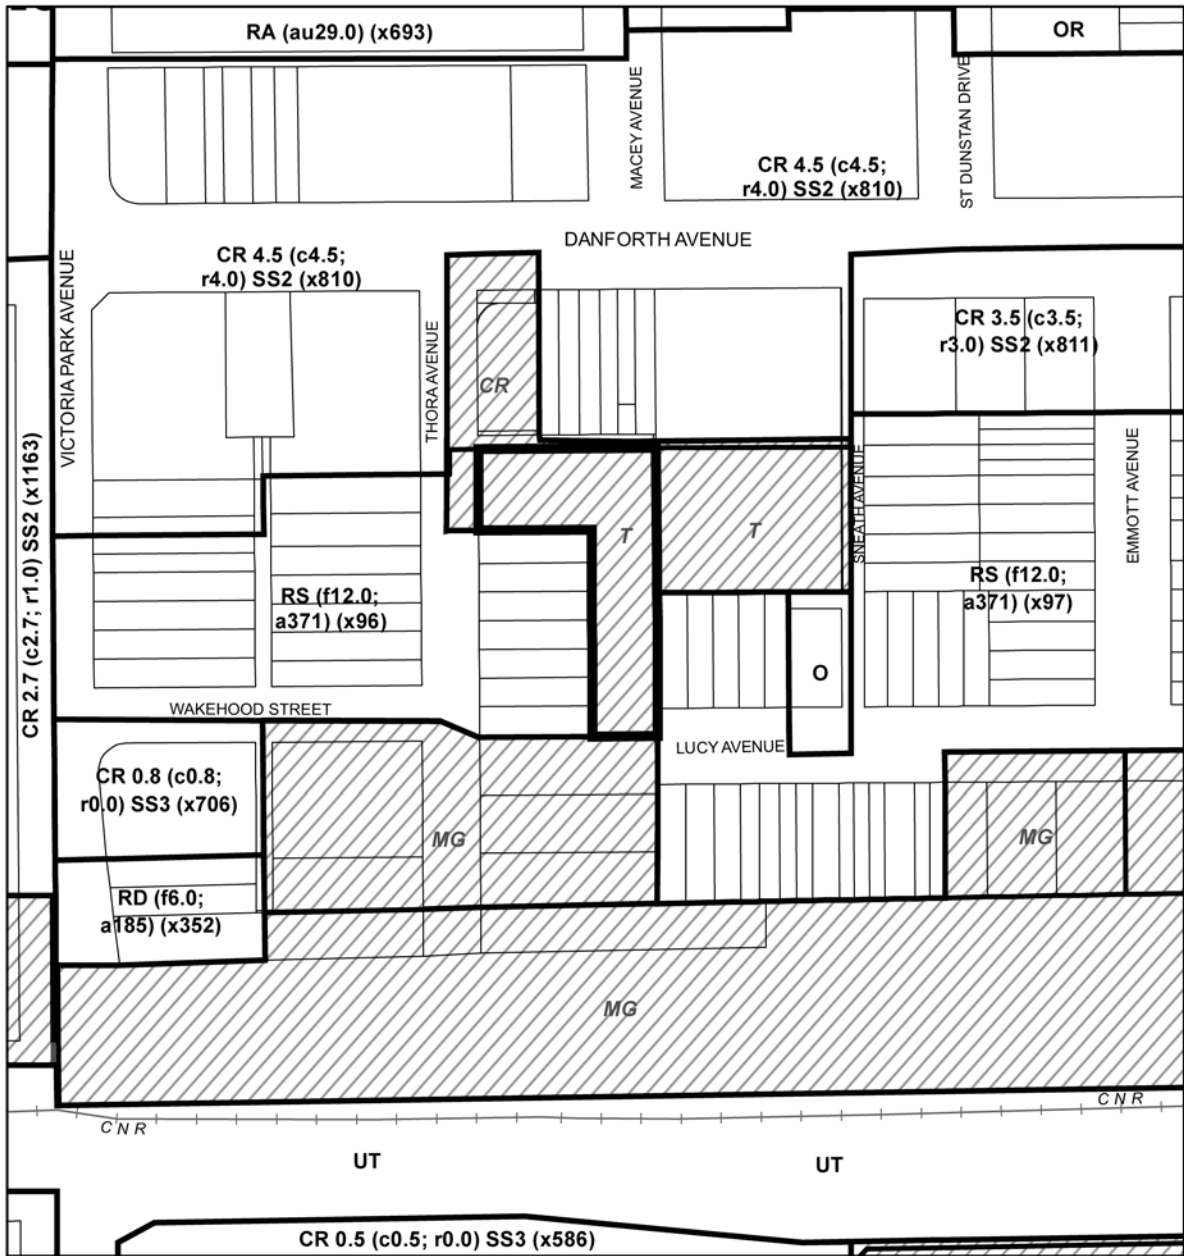 RA (au29.0) (x693)
OR
MACEY AVENUE
ST DUNSTAN DRIVE
CR 4.5 (c4.5;
r4.0) SS2 (x810)
DANFORTH AVENUE
CR 4.5 (c4.5;
r4.0) SS2 (x810)
VICTORIA PARK AVENUE
THORA AVENUE
CR
CR 3.5 (c3.5;
r3.0) SS2 (x811)
CR 2.7 (c2.7; r1.0) SS2 (x1163)
SNEATH AVENUE
EMMOTT AVENUE
T
T
RS (f12.0;
a371) (x96)
RS (f12.0;
a371) (x97)
O
WAKEHOOD STREET
LUCY AVENUE
CR 0.8 (c0.8;
r0.0) SS3 (x706)
MG
MG
RD (f6.0;
a185) (x352)
MG
CNR
CNR
UT
UT
CR 0.5 (c0.5; r0.0) SS3 (x586)